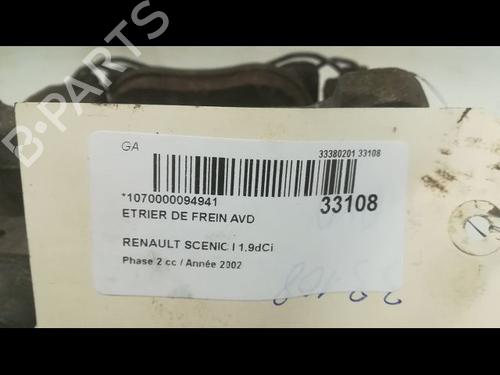 B-PARTS
GA
33380201 33108
*1070000094941
33108
ETRIER DE FREIN AVD
RENAULT SCENIC I 1.9dCi
Phase 2 cc / Année 2002